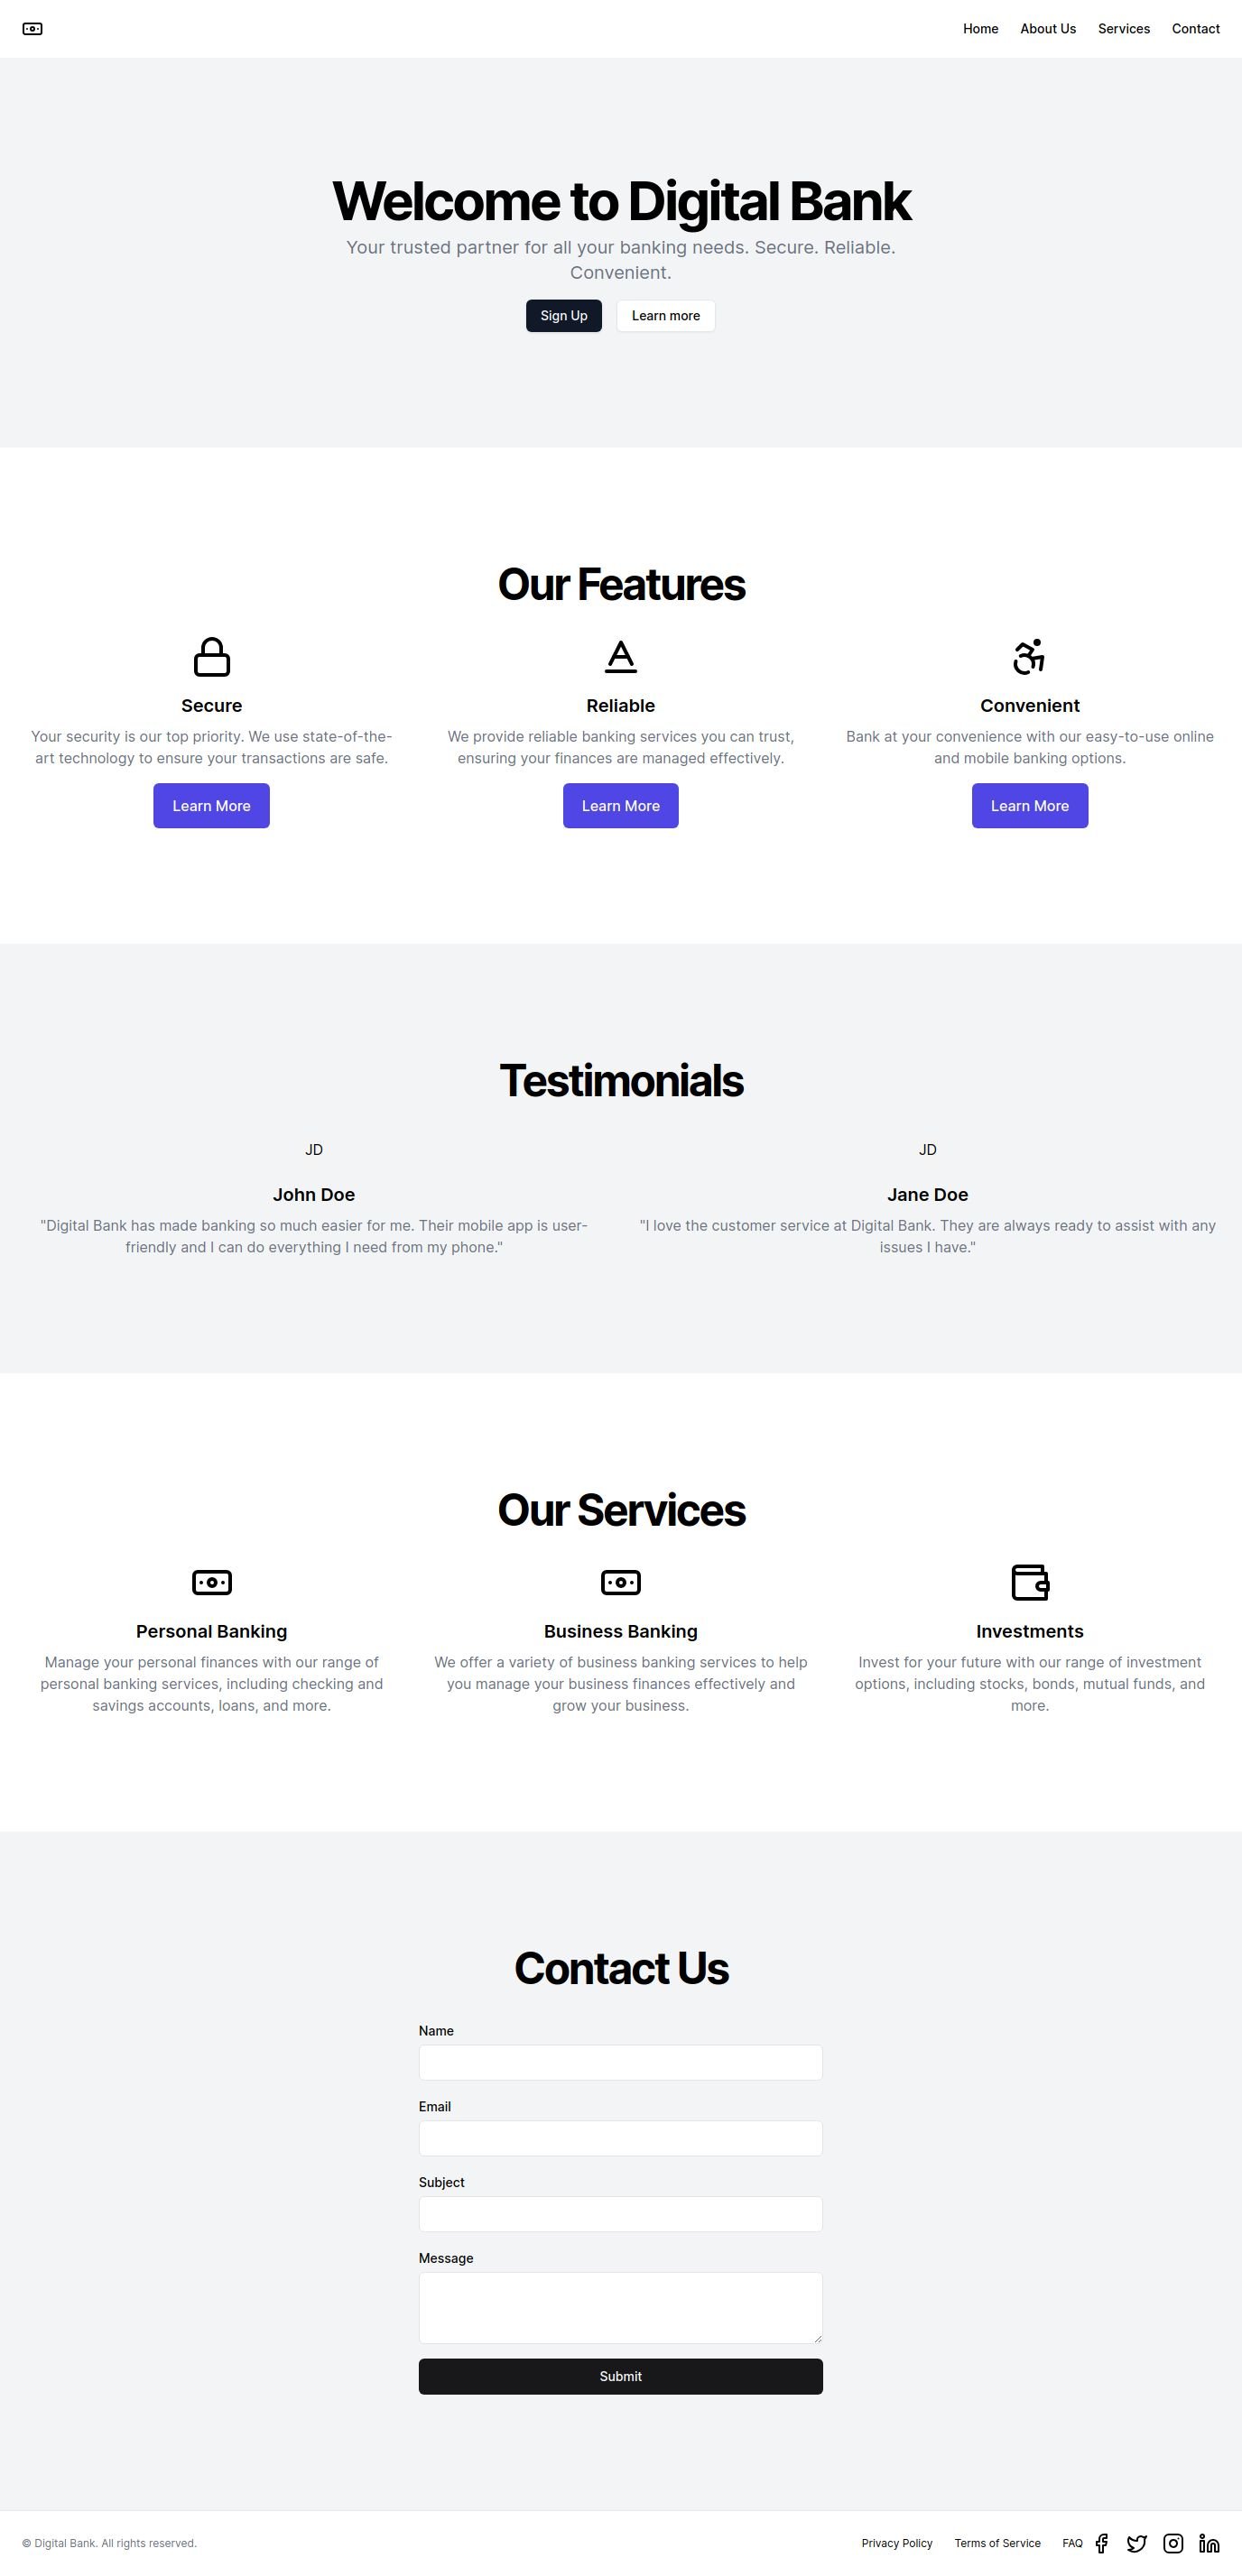 Home About Us Services Contact
Welcome to Digital Bank
Your trusted partner for all your banking needs. Secure. Reliable.
Convenient.
Sign Up Learn more
Our Features
Secure
Your security is our top priority. We use state-of-the-
art technology to ensure your transactions are safe.
Learn More
Reliable
We provide reliable banking services you can trust,
ensuring your finances are managed effectively.
Learn More
Convenient
Bank at your convenience with our easy-to-use online
and mobile banking options.
Learn More
Testimonials
JD
John Doe
"Digital Bank has made banking so much easier for me. Their mobile app is user-
friendly and I can do everything I need from my phone."
JD
Jane Doe
"I love the customer service at Digital Bank. They are always ready to assist with any
issues I have."
Our Services
Personal Banking
Manage your personal finances with our range of
personal banking services, including checking and
savings accounts, loans, and more.
Business Banking
We offer a variety of business banking services to help
you manage your business finances effectively and
grow your business.
Investments
Invest for your future with our range of investment
options, including stocks, bonds, mutual funds, and
more.
Contact Us
Name
Email
Subject
Message
Submit
© Digital Bank. All rights reserved.
Privacy Policy Terms of Service FAQ